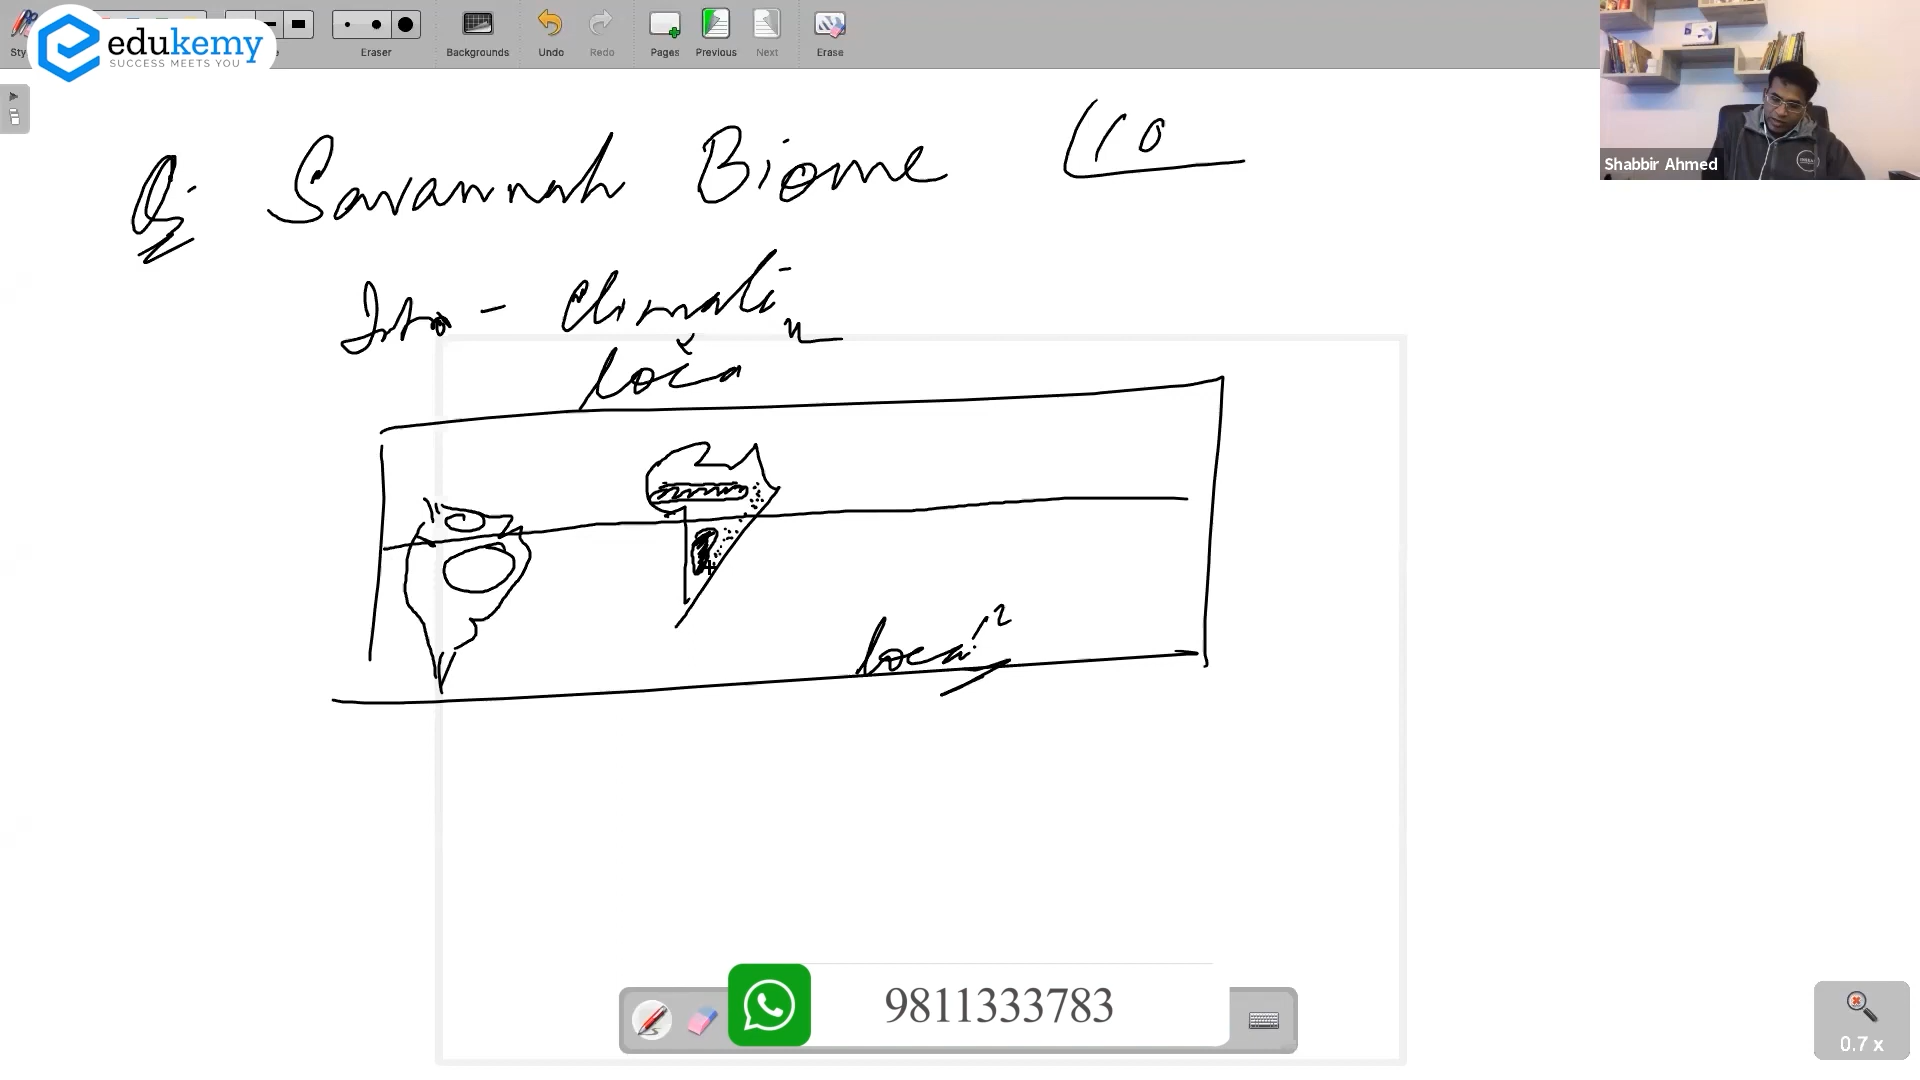 Sty
Eraser
Backgrounds
Undo
Redo
Pages
Previous
Next
Erase
edukemy
SUCCESS MEETS YOU
Shabbir Ahmed
Q. Savannah Biome (10
Intro - Climatic
loca
loca
9811333783
0.7 x